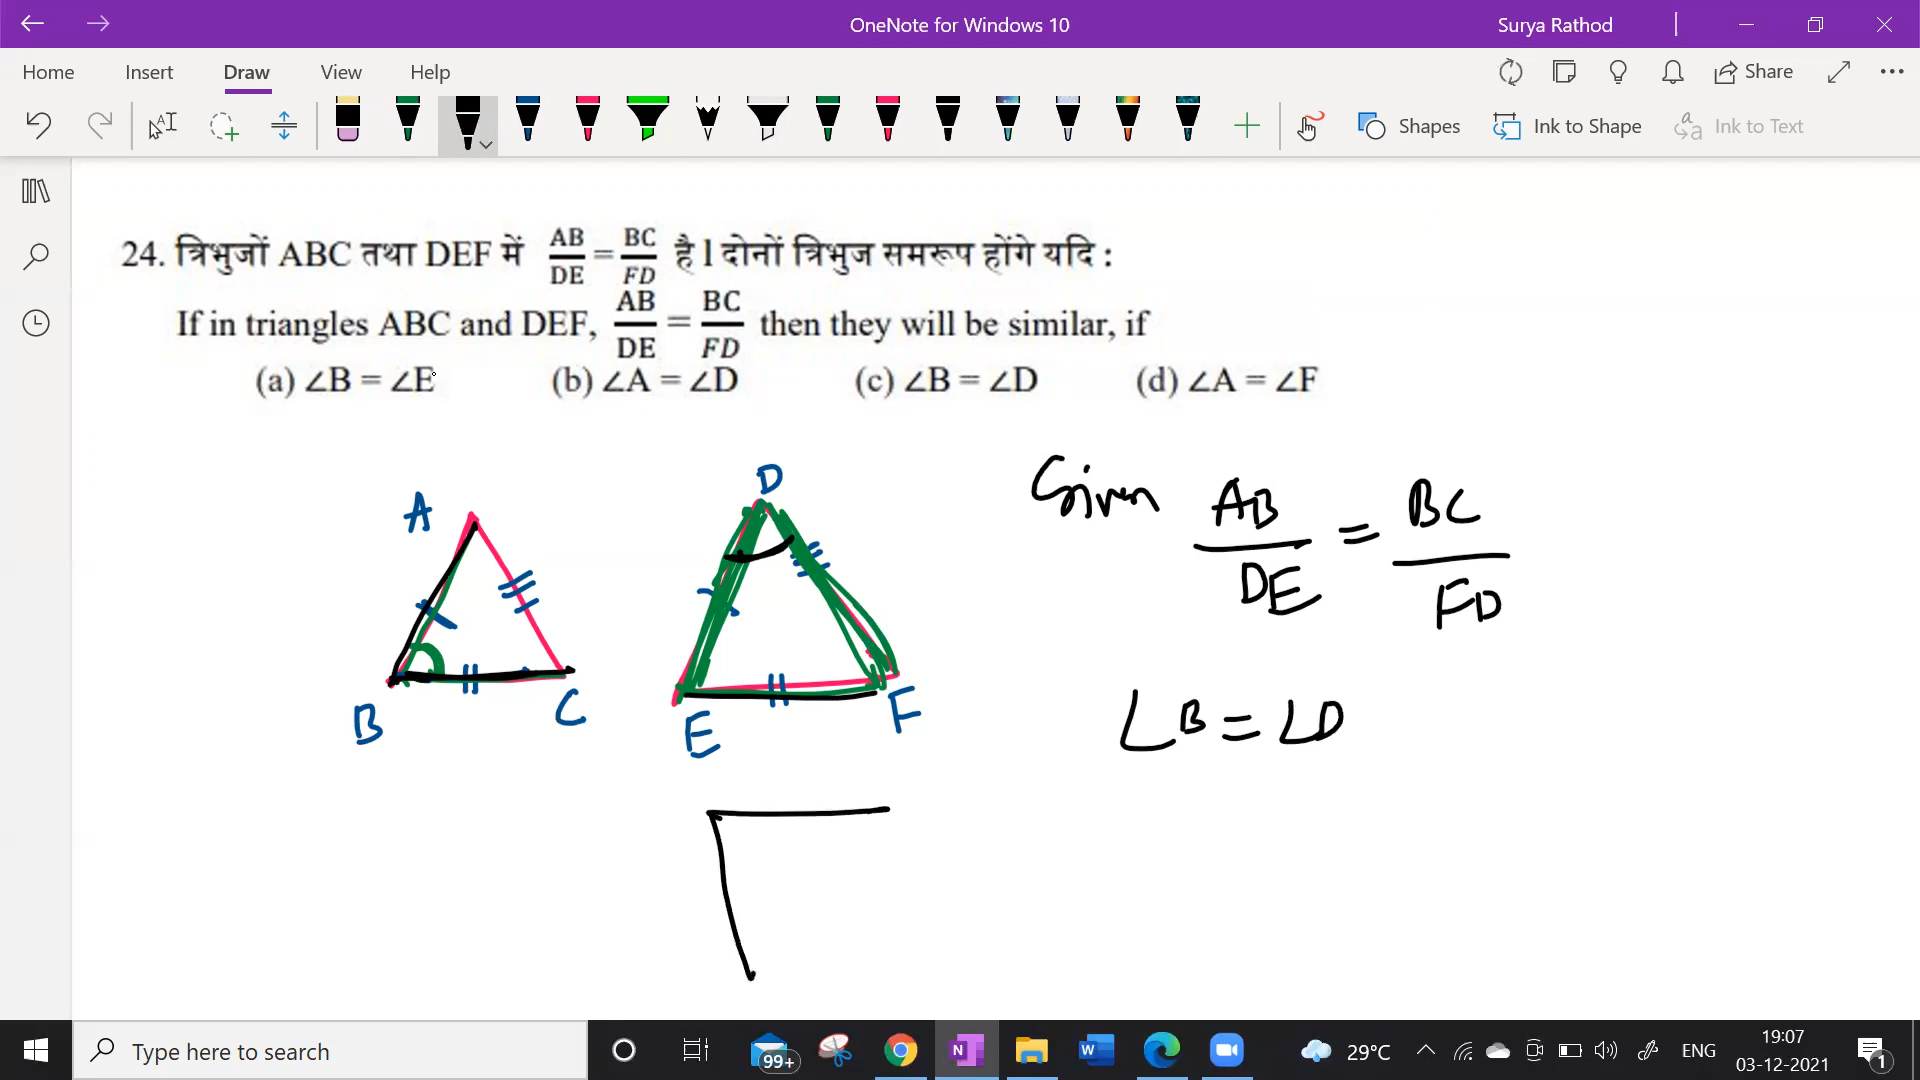 OneNote for Windows 10
Surya Rathod
Home Insert Draw View Help
Share
Shapes Ink to Shape Ink to Text
24. त्रिभुजों ABC तथा DEF में AB/DE = BC/FD है l दोनों त्रिभुज समरूप होंगे यदि :
If in triangles ABC and DEF, AB/DE = BC/FD then they will be similar, if
(a) ∠B = ∠E (b) ∠A = ∠D (c) ∠B = ∠D (d) ∠A = ∠F
A B C
D E F
Given AB/DE = BC/FD
∠B = ∠D
Type here to search
99+
29°C
ENG
19:07
03-12-2021
1